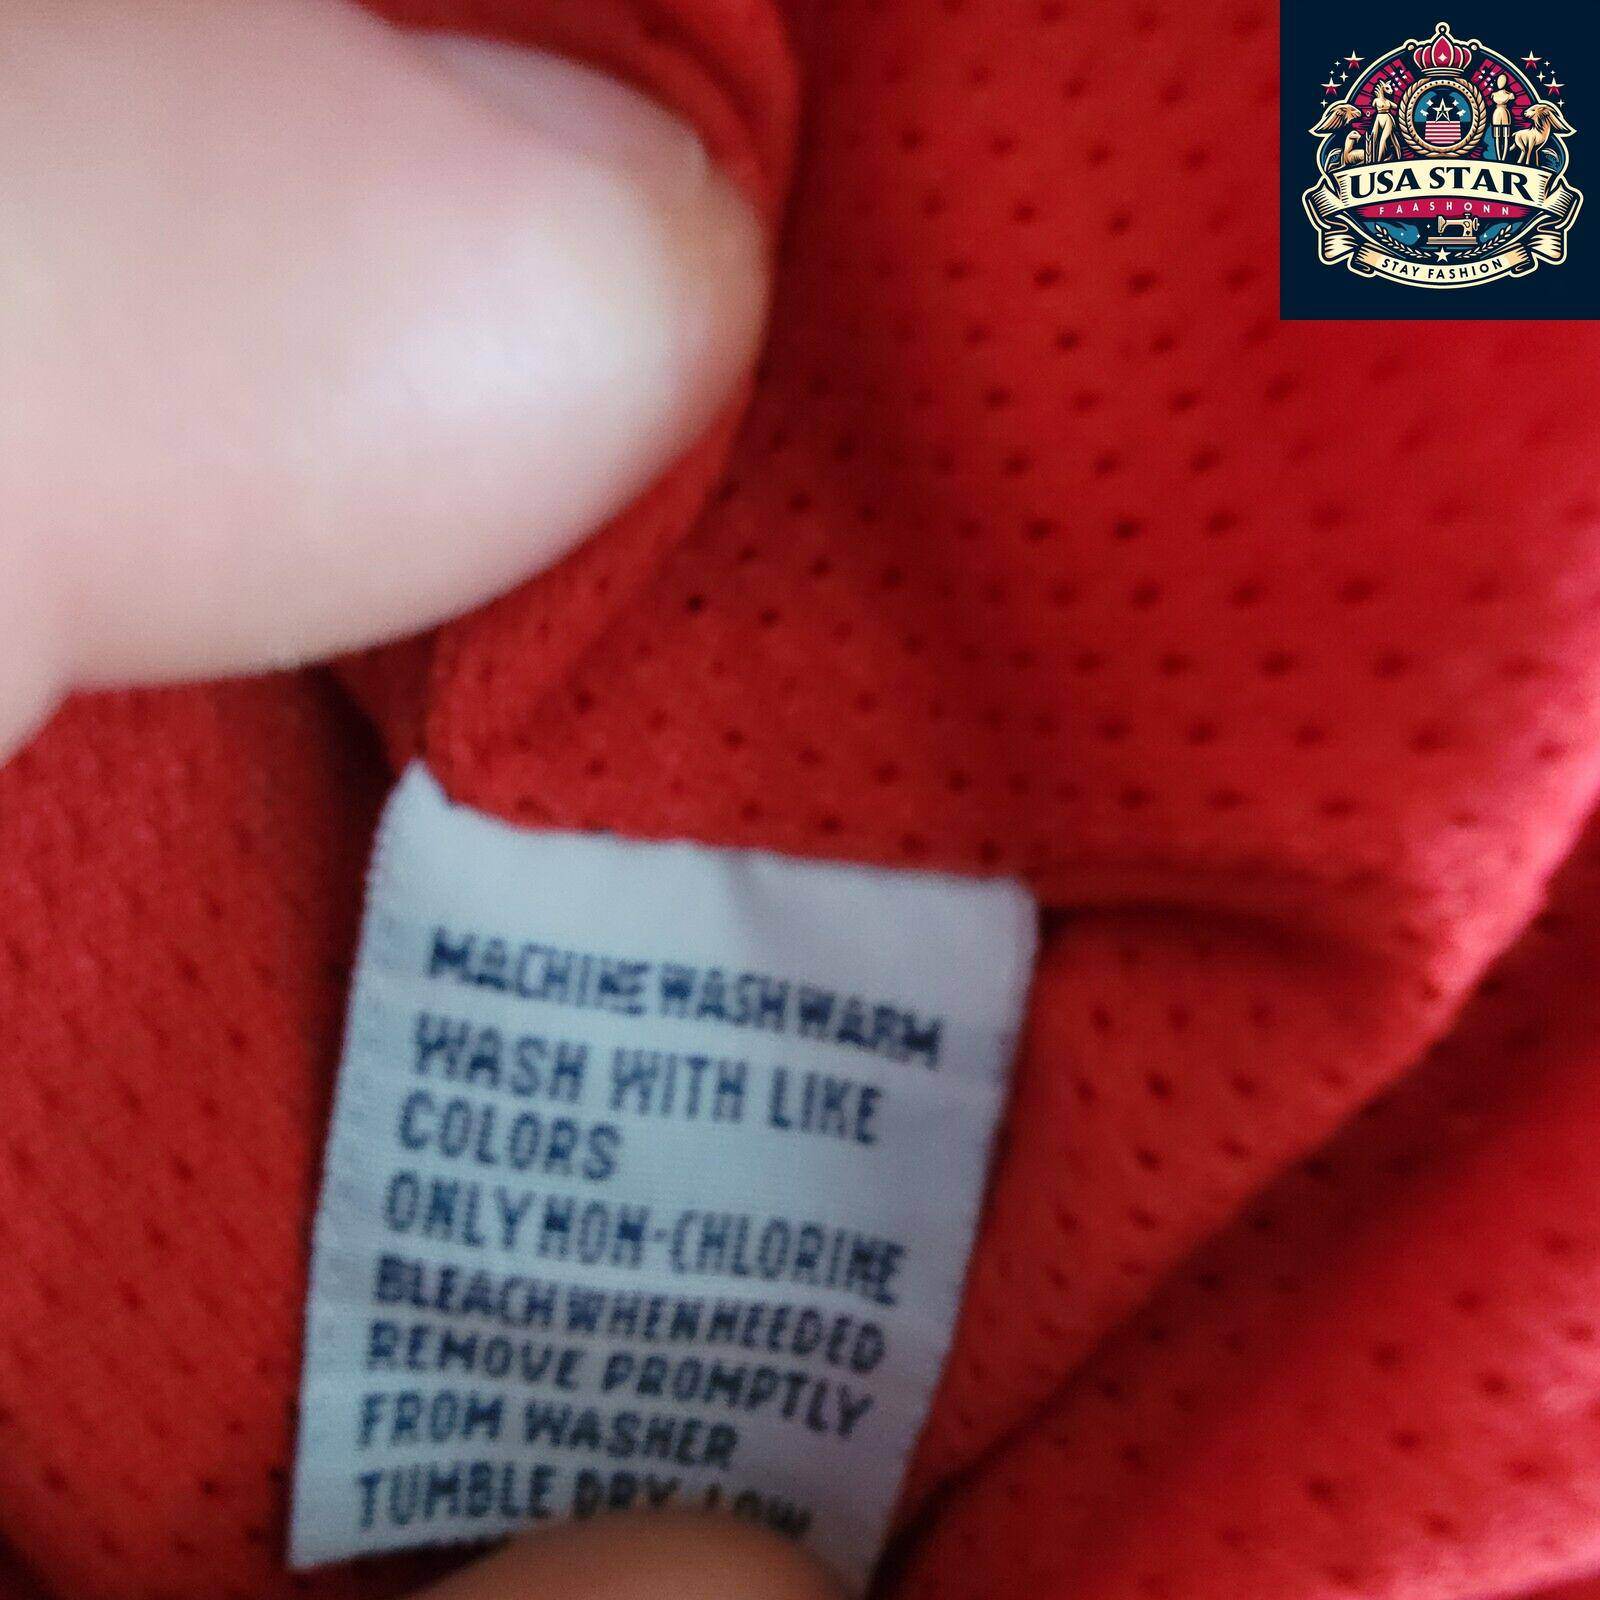 USA STAR
FAASHONN
STAY FASHION
MACHINE WASH WARM
WASH WITH LIKE
COLORS
ONLY NON-CHLORINE
BLEACH WHEN NEEDED
REMOVE PROMPTLY
FROM WASHER
TUMBLE DRY LOW